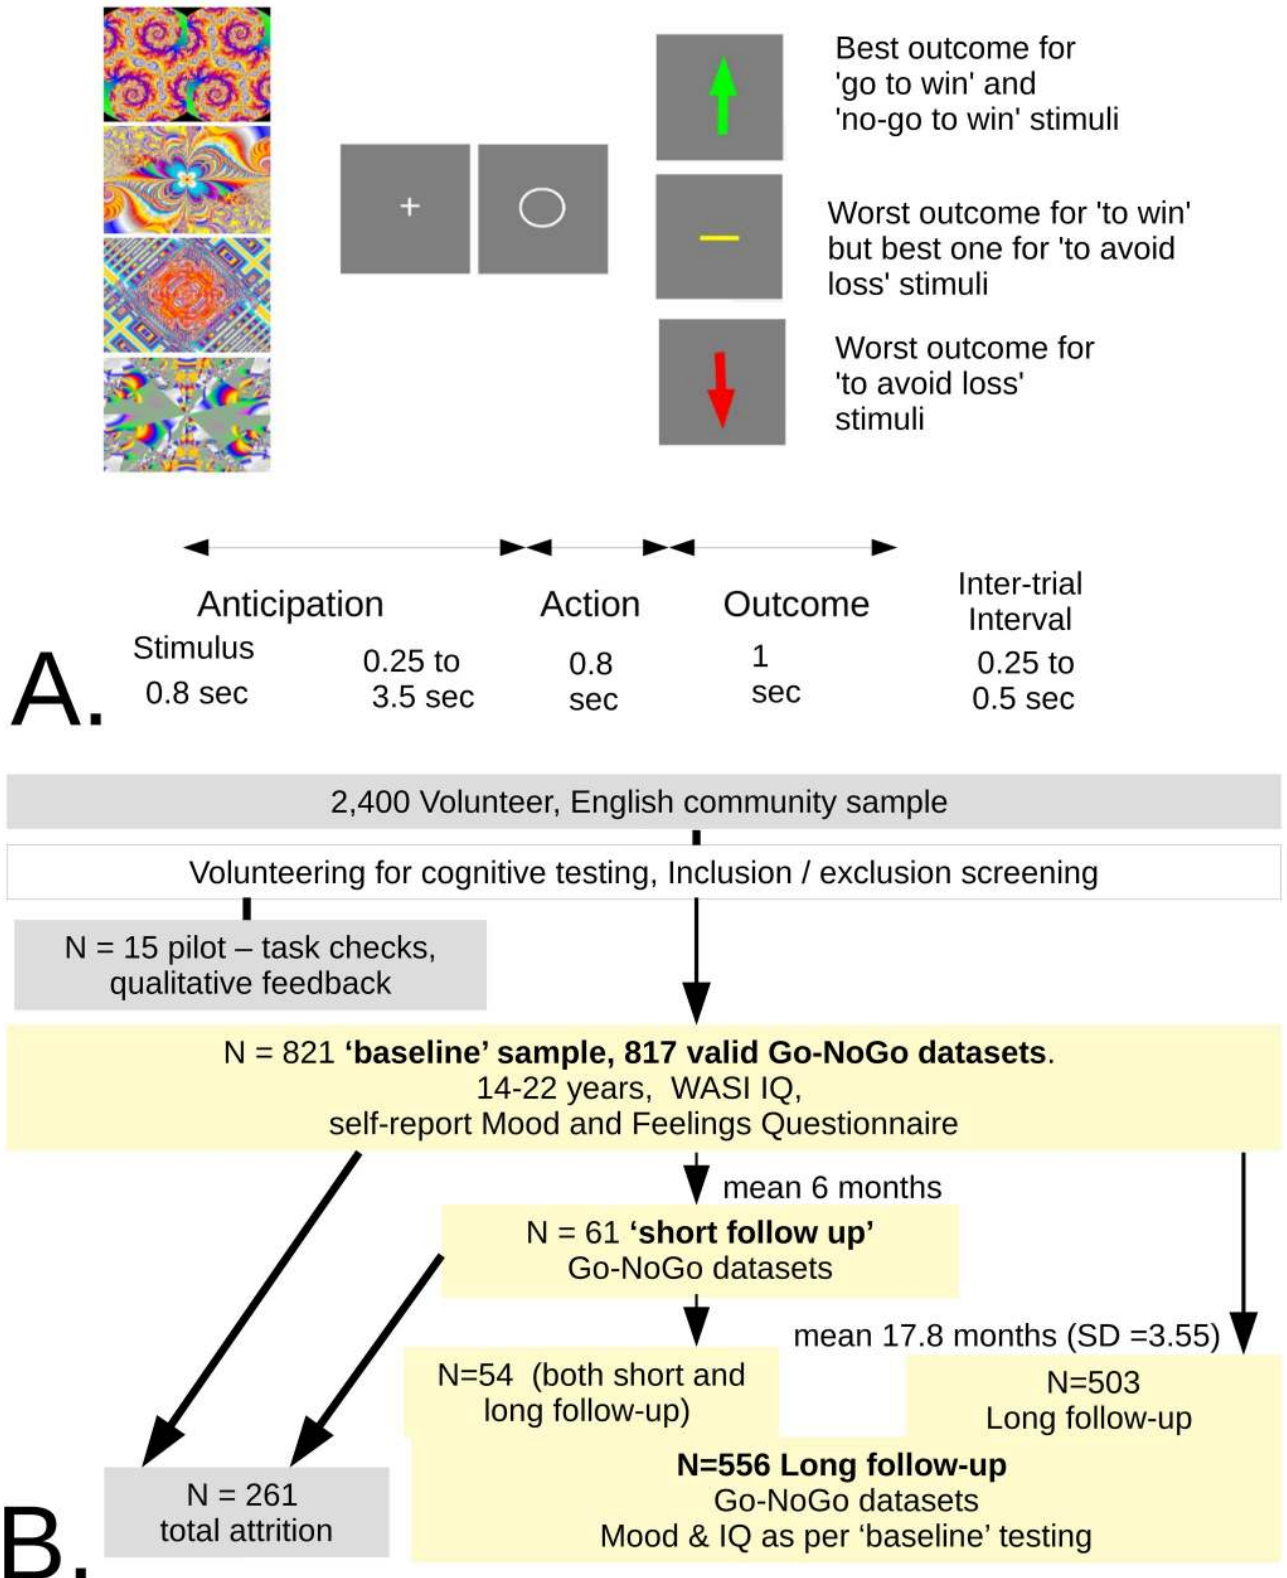 Best outcome for
'go to win' and
'no-go to win' stimuli
Worst outcome for 'to win'
but best one for 'to avoid
loss' stimuli
Worst outcome for
'to avoid loss'
stimuli
Anticipation
Action
Outcome
Inter-trial
Interval
Stimulus
0.8 sec
0.25 to
3.5 sec
0.8
sec
1
sec
0.25 to
0.5 sec
A.
2,400 Volunteer, English community sample
Volunteering for cognitive testing, Inclusion / exclusion screening
N = 15 pilot – task checks,
qualitative feedback
N = 821 ‘baseline’ sample, 817 valid Go-NoGo datasets.
14-22 years, WASI IQ,
self-report Mood and Feelings Questionnaire
mean 6 months
N = 61 ‘short follow up’
Go-NoGo datasets
mean 17.8 months (SD =3.55)
N=54 (both short and
long follow-up)
N=503
Long follow-up
N=556 Long follow-up
Go-NoGo datasets
Mood & IQ as per ‘baseline’ testing
N = 261
total attrition
B.